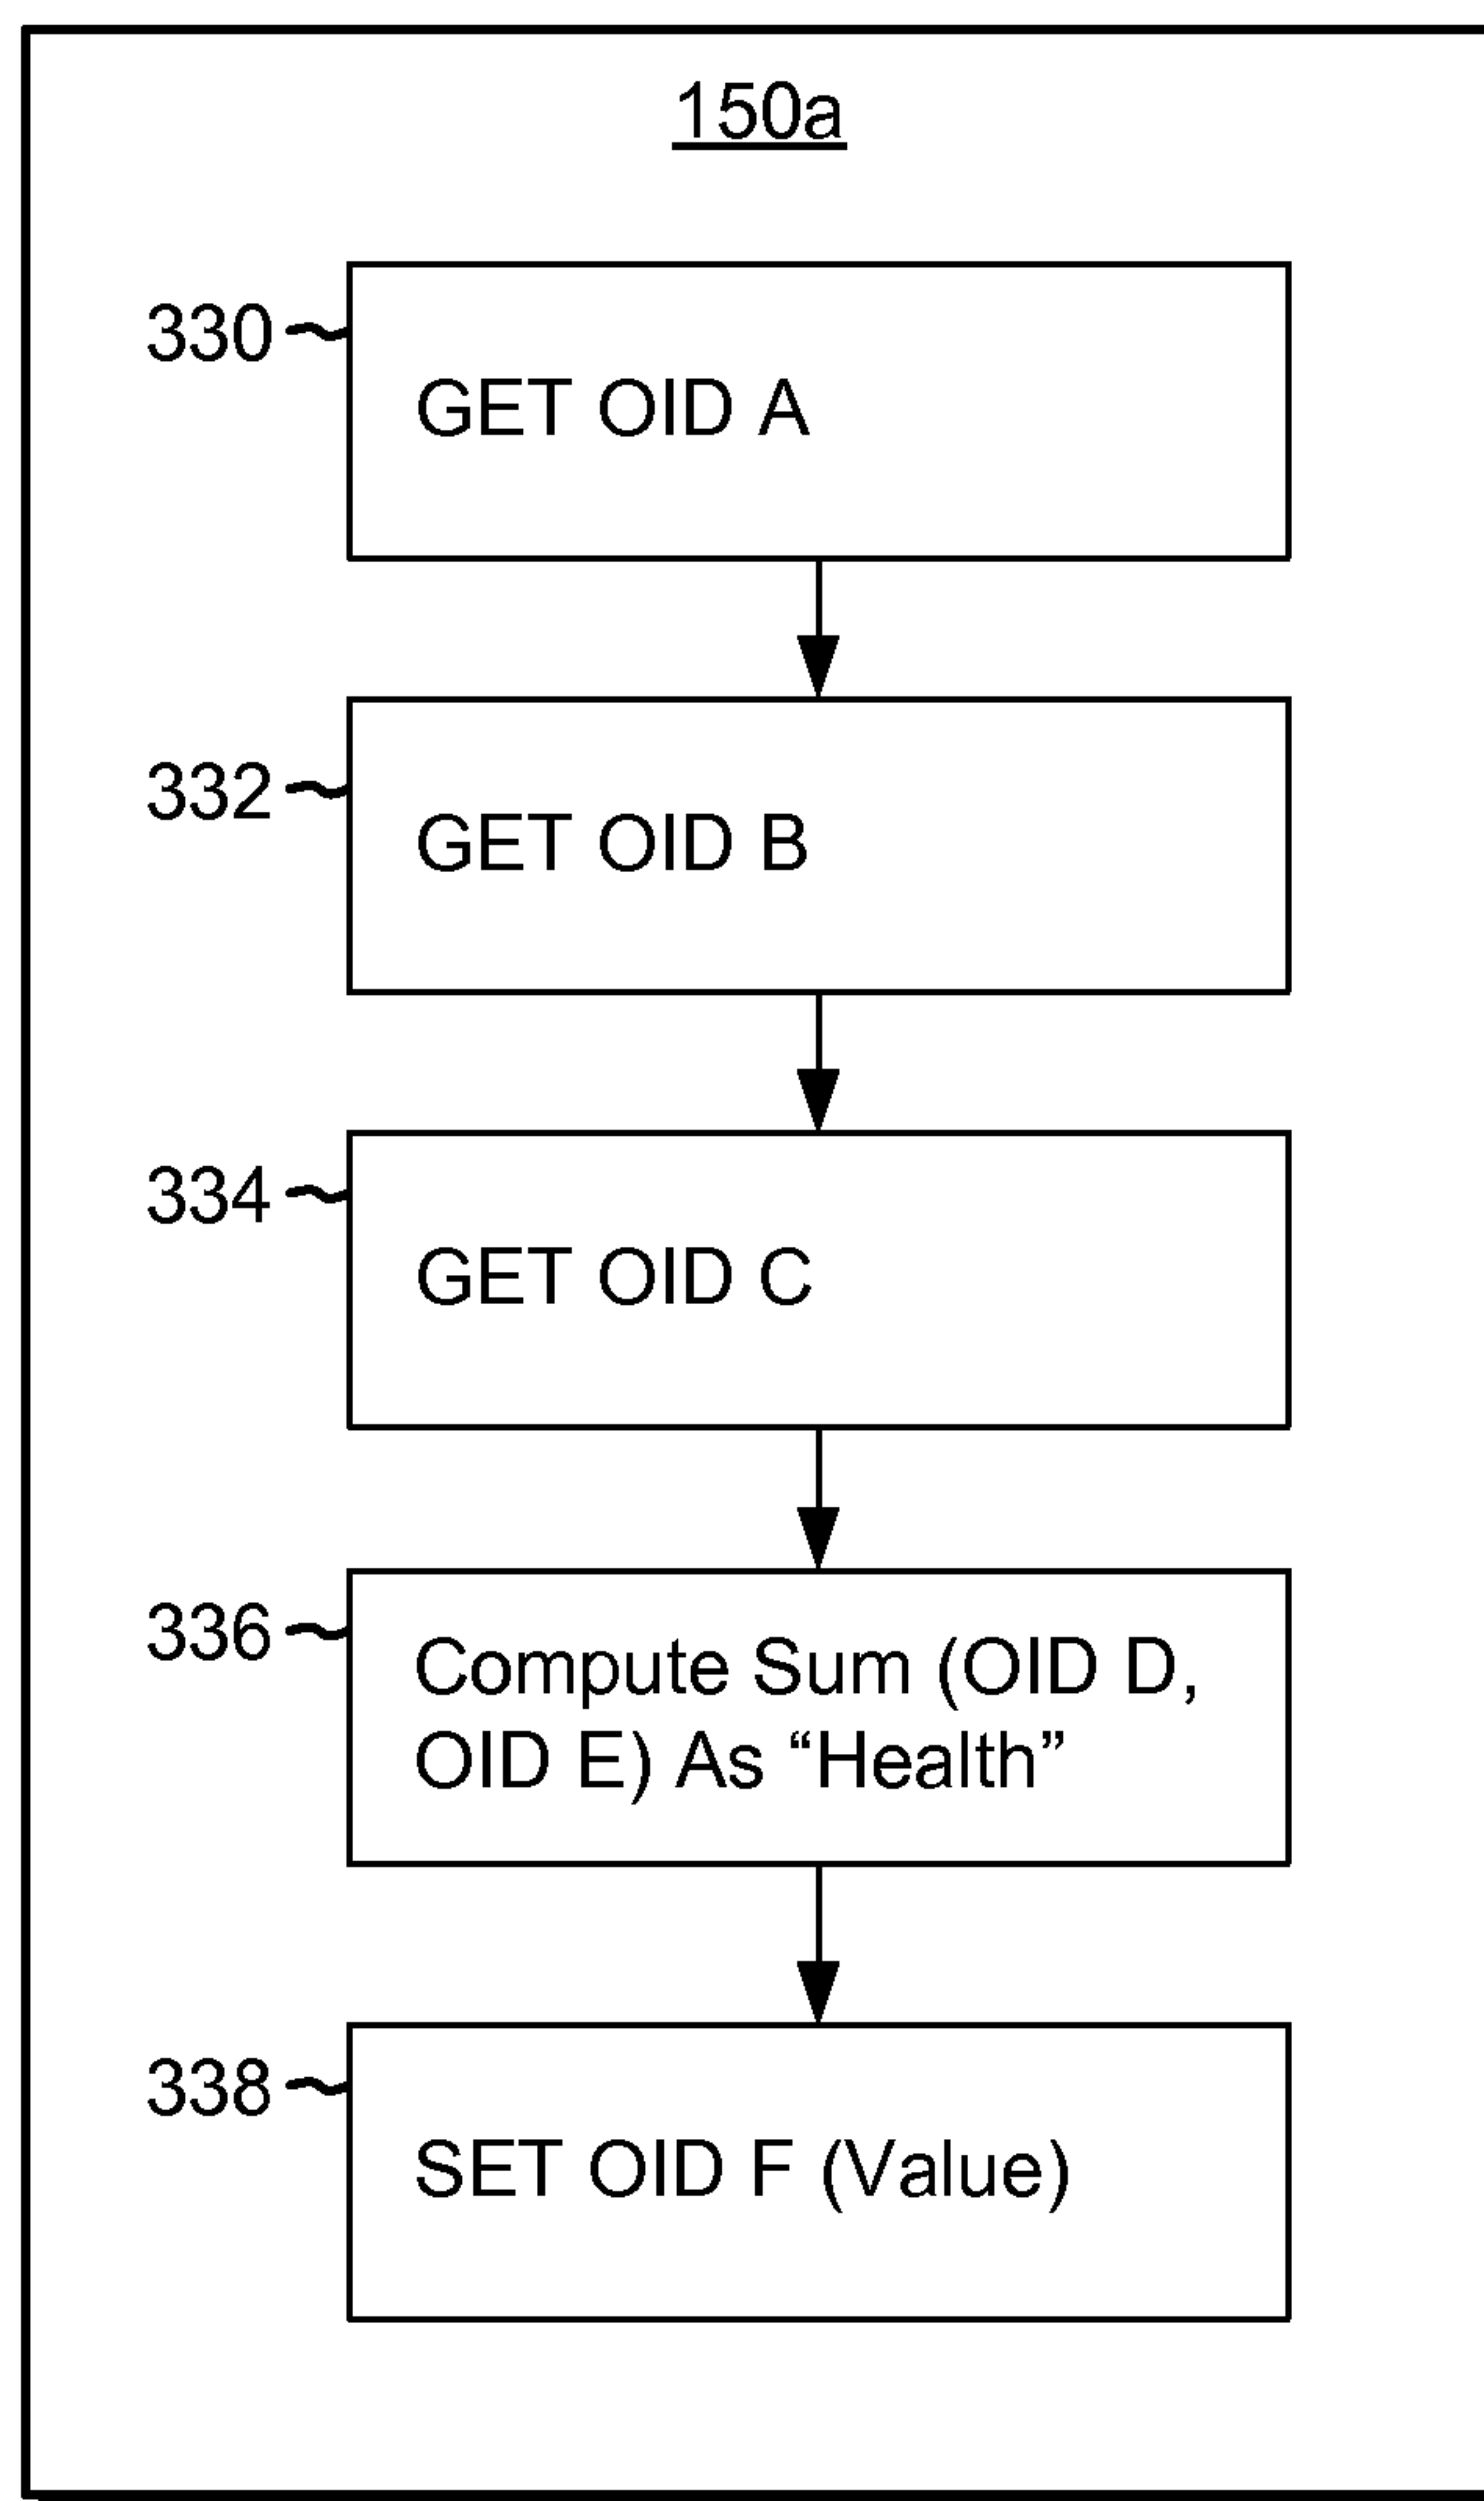 150a
330
GET OID A
332
GET OID B
334
GET OID C
336
Compute Sum (OID D,
OID E) As “Health”
338
SET OID F (Value)